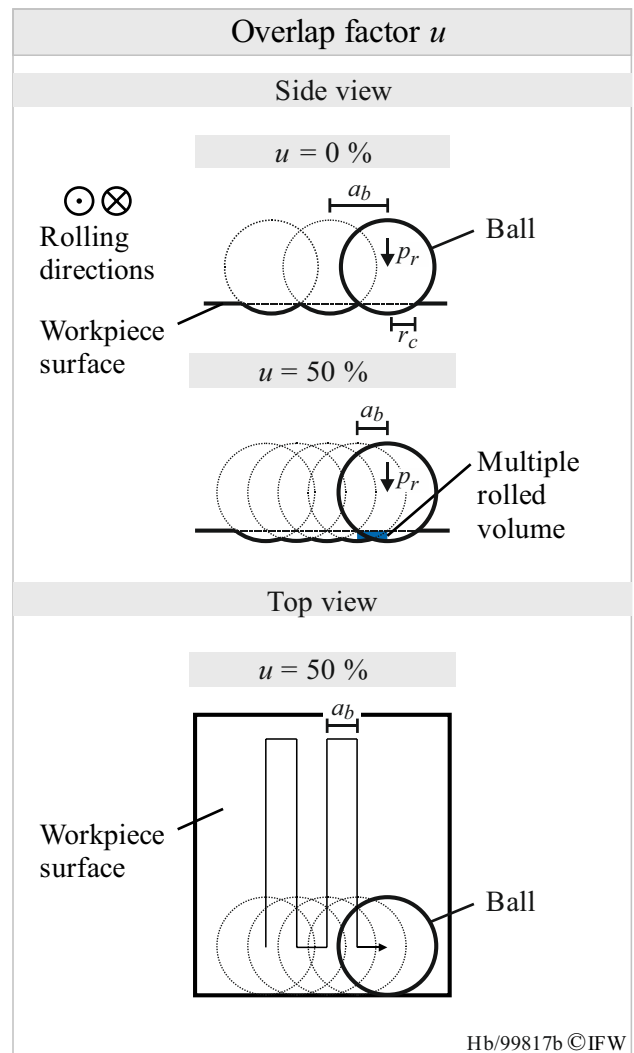 Overlap factor u
Side view
u = 0 %
a_b
Rolling
directions
Ball
p_r
Workpiece
surface
r_c
u = 50 %
a_b
p_r
Multiple
rolled
volume
Top view
u = 50 %
a_b
Workpiece
surface
Ball
Hb/99817b ©IFW